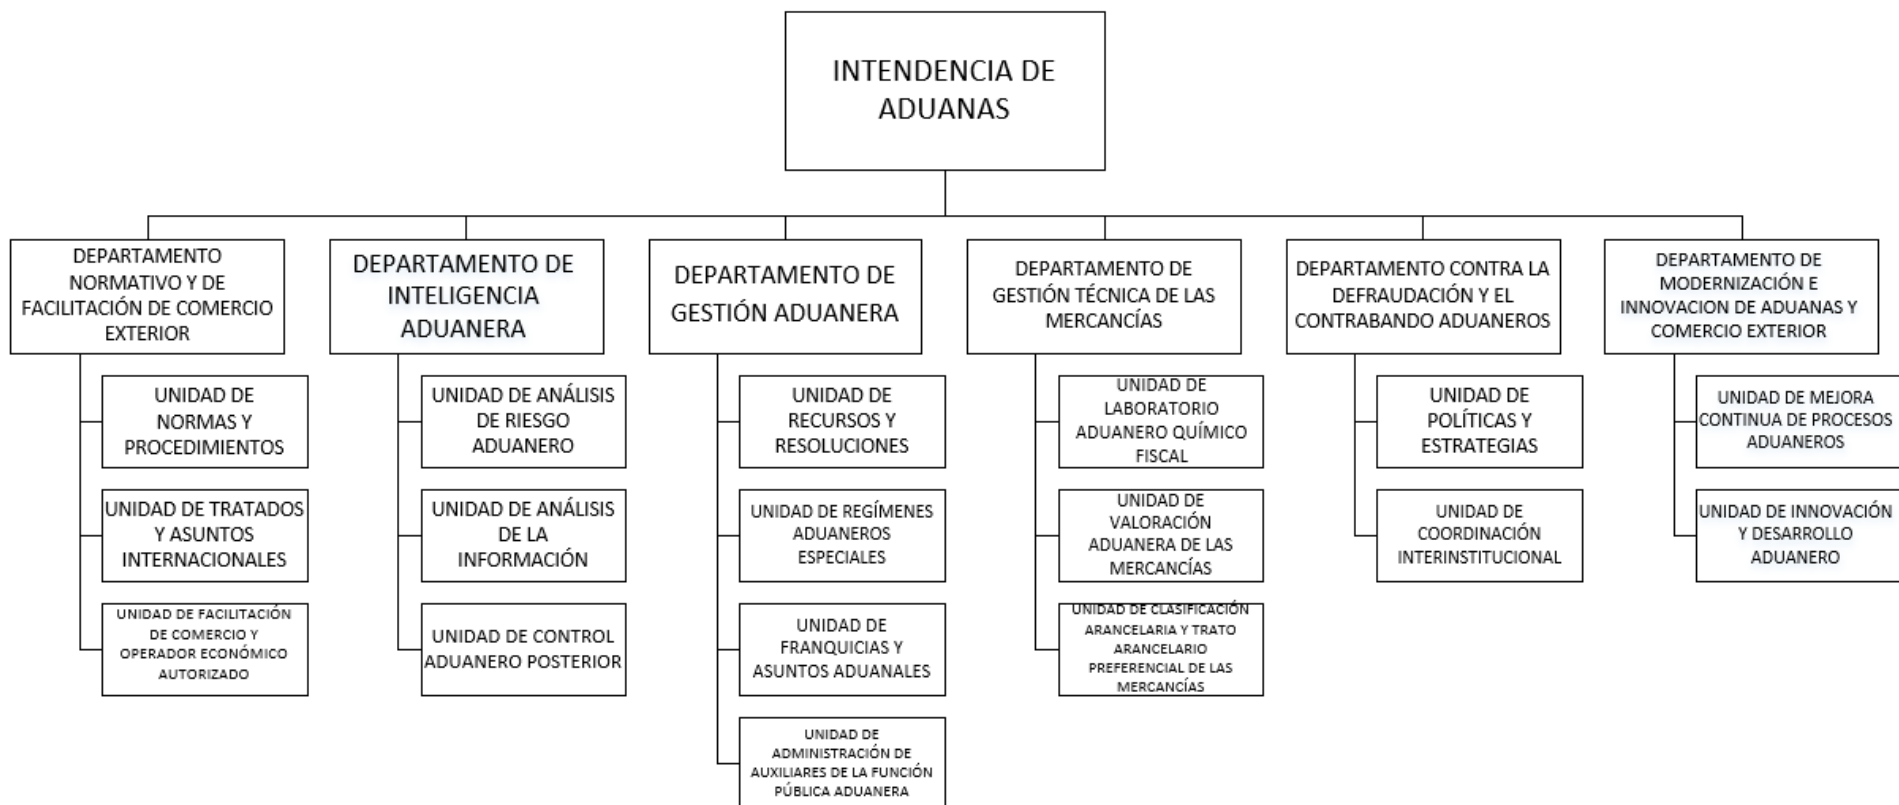 INTENDENCIA DE
ADUANAS
DEPARTAMENTO
NORMATIVO Y DE
FACILITACIÓN DE COMERCIO
EXTERIOR
UNIDAD DE
NORMAS Y
PROCEDIMIENTOS
UNIDAD DE TRATADOS
Y ASUNTOS
INTERNACIONALES
UNIDAD DE FACILITACIÓN
DE COMERCIO Y
OPERADOR ECONÓMICO
AUTORIZADO
DEPARTAMENTO DE
INTELIGENCIA
ADUANERA
UNIDAD DE ANÁLISIS
DE RIESGO
ADUANERO
UNIDAD DE ANÁLISIS
DE LA
INFORMACIÓN
UNIDAD DE CONTROL
ADUANERO POSTERIOR
DEPARTAMENTO DE
GESTIÓN ADUANERA
UNIDAD DE
RECURSOS Y
RESOLUCIONES
UNIDAD DE REGÍMENES
ADUANEROS
ESPECIALES
UNIDAD DE
FRANQUICIAS Y
ASUNTOS ADUANALES
UNIDAD DE
ADMINISTRACIÓN DE
AUXILIARES DE LA FUNCIÓN
PÚBLICA ADUANERA
DEPARTAMENTO DE
GESTIÓN TÉCNICA DE LAS
MERCANCÍAS
UNIDAD DE
LABORATORIO
ADUANERO QUÍMICO
FISCAL
UNIDAD DE
VALORACIÓN
ADUANERA DE LAS
MERCANCÍAS
UNIDAD DE CLASIFICACIÓN
ARANCELARIA Y TRATO
ARANCELARIO
PREFERENCIAL DE LAS
MERCANCÍAS
DEPARTAMENTO CONTRA LA
DEFRAUDACIÓN Y EL
CONTRABANDO ADUANEROS
UNIDAD DE
POLÍTICAS Y
ESTRATEGIAS
UNIDAD DE
COORDINACIÓN
INTERINSTITUCIONAL
DEPARTAMENTO DE
MODERNIZACIÓN E
INNOVACION DE ADUANAS Y
COMERCIO EXTERIOR
UNIDAD DE MEJORA
CONTINUA DE PROCESOS
ADUANEROS
UNIDAD DE INNOVACIÓN
Y DESARROLLO
ADUANERO